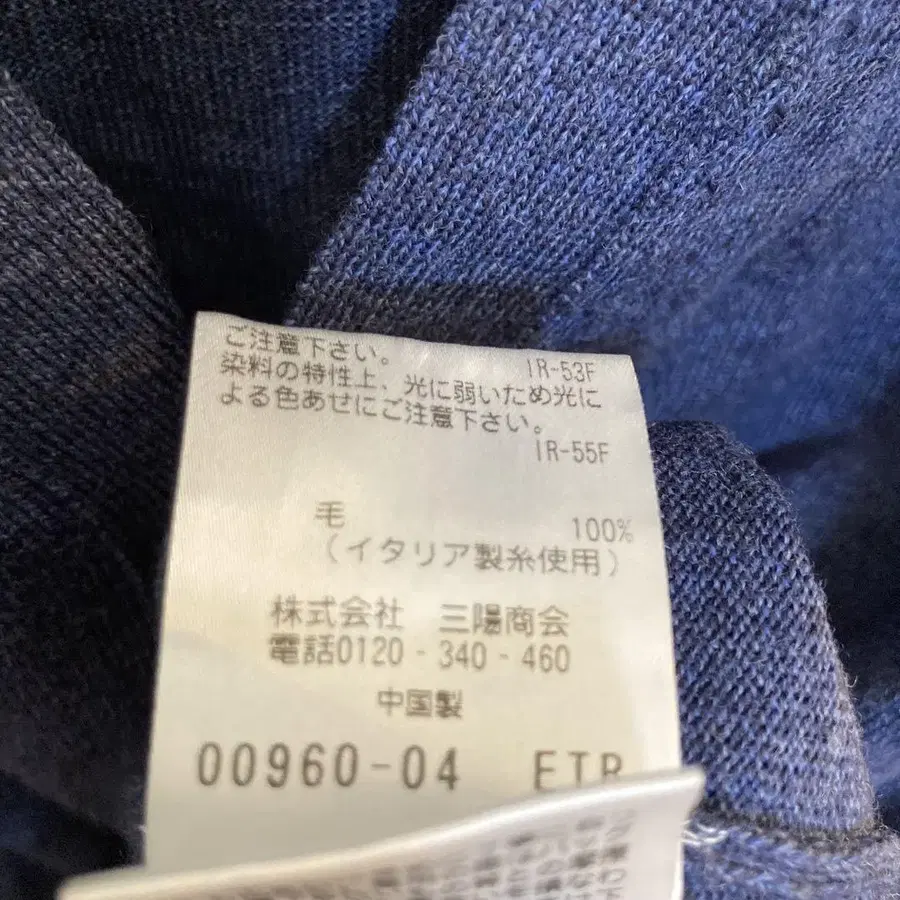 ご注意下さい。 IR-53F
染料の特性上、光に弱いため光に
よる色あせにご注意下さい。
IR-55F
毛 100%
（イタリア製糸使用）
株式会社 三陽商会
電話0120-340-460
中国製
00960-04 ETR